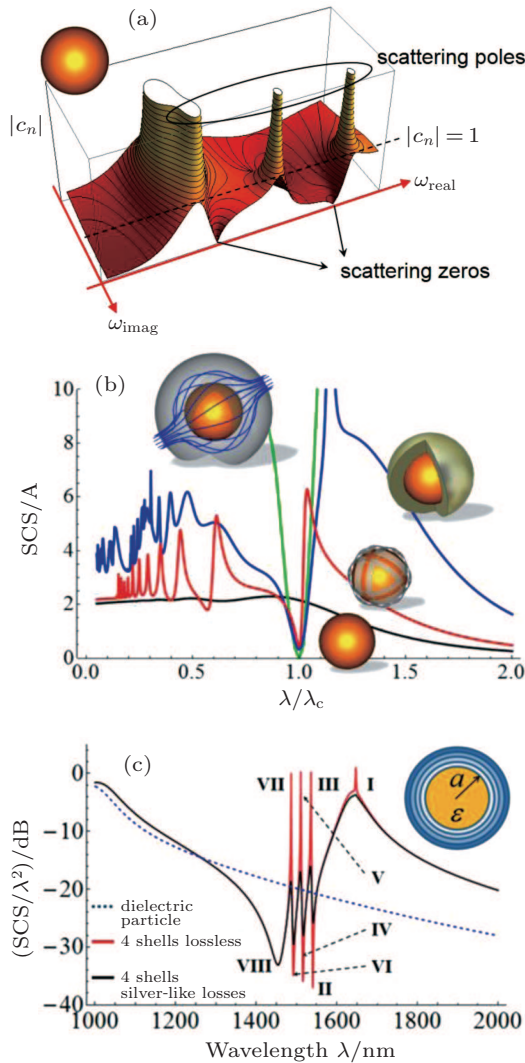 (a)
scattering poles
|c_n|
|c_n| = 1
ω_real
scattering zeros
ω_imag
(b)
10
8
6
4
2
0
SCS/A
0.0 0.5 1.0 1.5 2.0
λ/λ_c
(c)
0
−10
−20
−30
−40
(SCS/λ²)/dB
VII III I
a
ε
V
IV
VI
VIII
II
dielectric
particle
4 shells lossless
4 shells
silver-like losses
1000 1200 1400 1600 1800 2000
Wavelength λ/nm